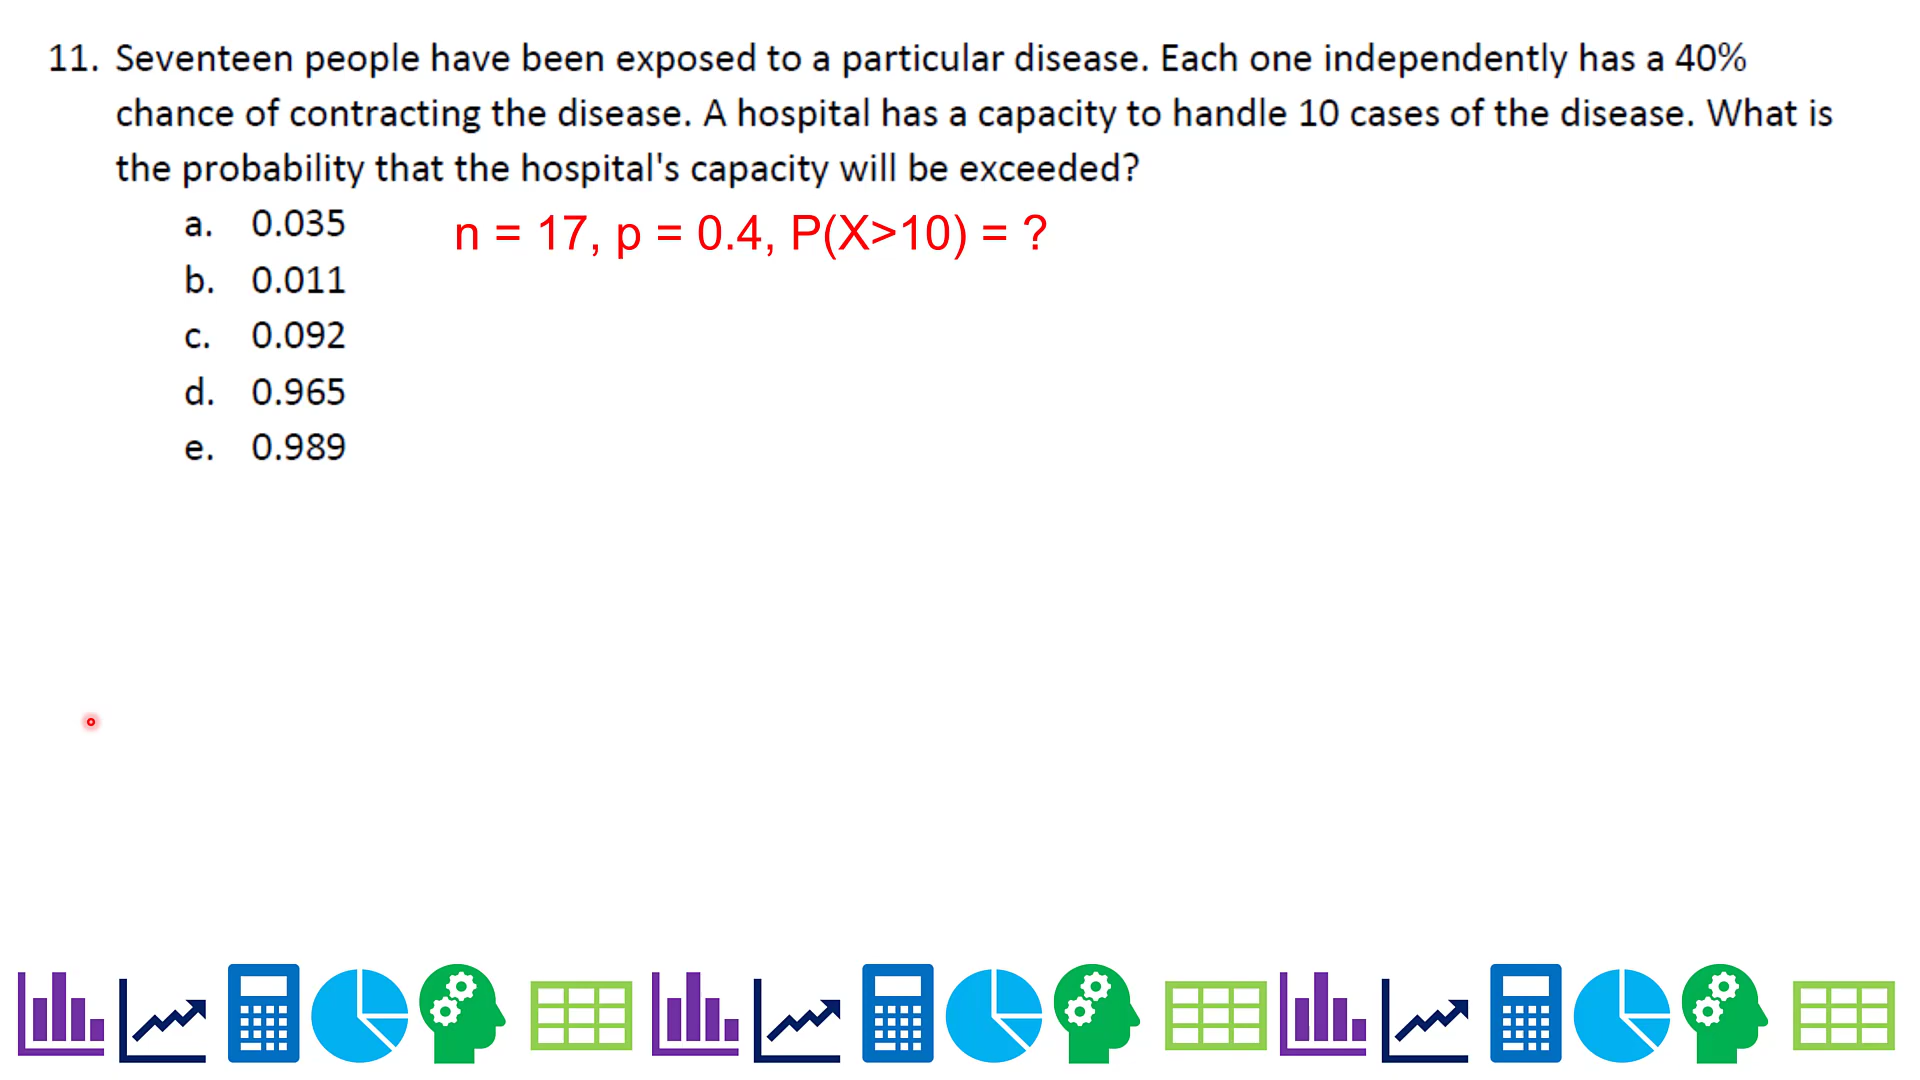 11. Seventeen people have been exposed to a particular disease. Each one independently has a 40%
chance of contracting the disease. A hospital has a capacity to handle 10 cases of the disease. What is
the probability that the hospital's capacity will be exceeded?
a. 0.035
n = 17, p = 0.4, P(X>10) = ?
b. 0.011
c. 0.092
d. 0.965
e. 0.989